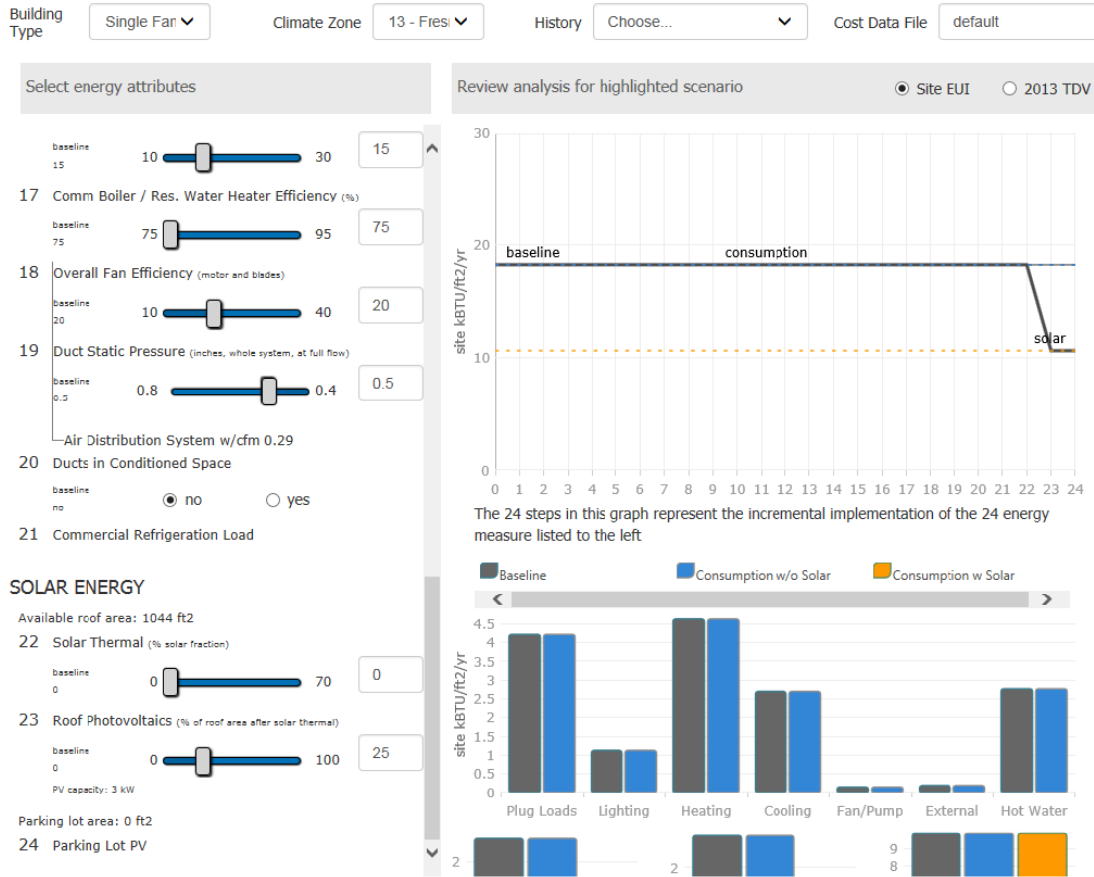 Building Type Single Far Climate Zone 13 - Fresi History Choose... Cost Data File default
Select energy attributes
baseline
15 10 30 15
17 Comm Boiler / Res. Water Heater Efficiency (%)
baseline
75 75 95 75
18 Overall Fan Efficiency (motor and blades)
baseline
20 10 40 20
19 Duct Static Pressure (inches, whole system, at full flow)
baseline
0.5 0.8 0.4 0.5
Air Distribution System w/cfm 0.29
20 Ducts in Conditioned Space
baseline
no no yes
21 Commercial Refrigeration Load
SOLAR ENERGY
Available roof area: 1044 ft2
22 Solar Thermal (% solar fraction)
baseline
0 0 70 0
23 Roof Photovoltaics (% of roof area after solar thermal)
baseline
0 0 100 25
PV capacity: 3 kW
Parking lot area: 0 ft2
24 Parking Lot PV
Review analysis for highlighted scenario Site EUI 2013 TDV
30
20
10
0
site kBTU/ft2/yr
baseline consumption
solar
0 1 2 3 4 5 6 7 8 9 10 11 12 13 14 15 16 17 18 19 20 21 22 23 24
The 24 steps in this graph represent the incremental implementation of the 24 energy
measure listed to the left
Baseline Consumption w/o Solar Consumption w Solar
4.5
4
3.5
3
2.5
2
1.5
1
0.5
0
site kBTU/ft2/yr
Plug Loads Lighting Heating Cooling Fan/Pump External Hot Water
2 2 9
8